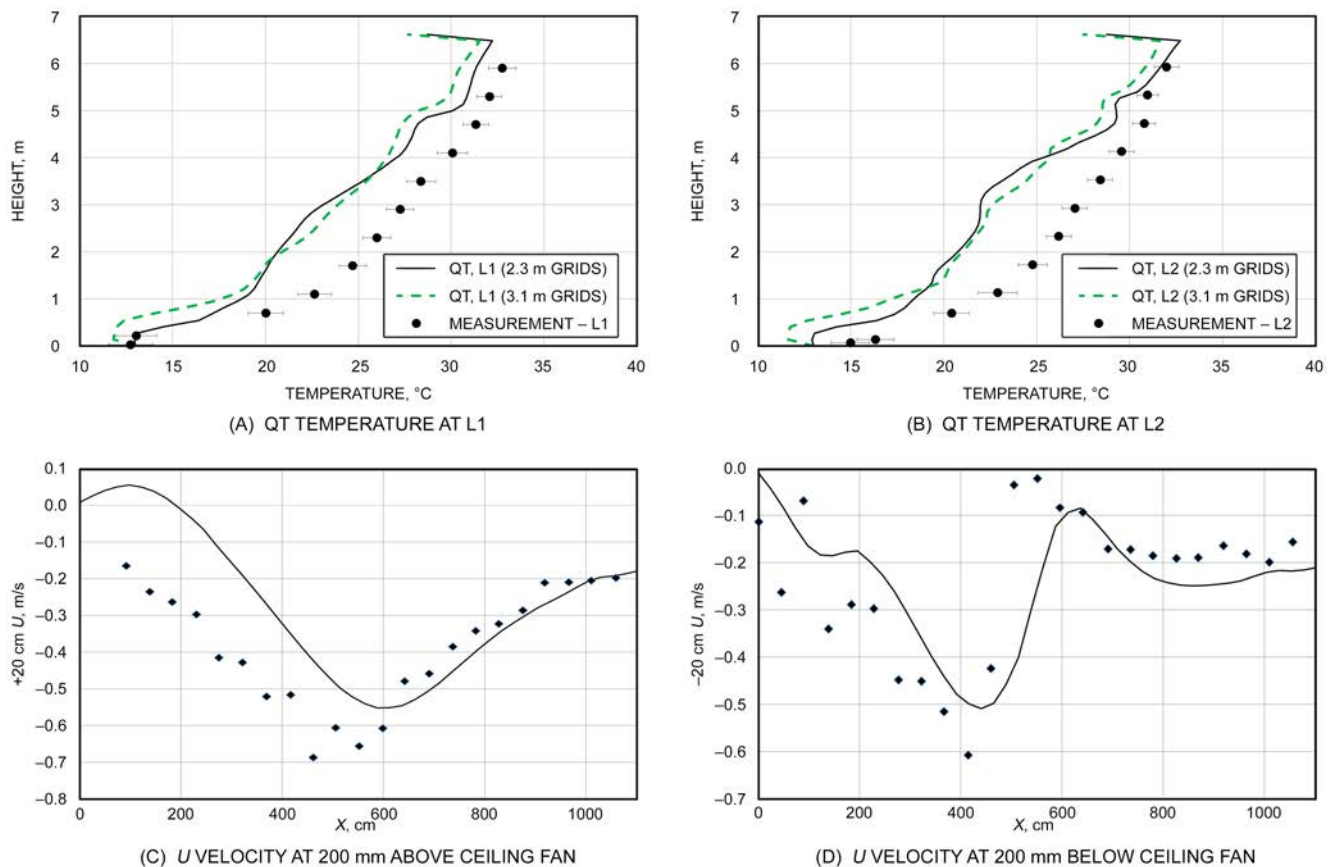 7
6
5
4
3
2
1
0
HEIGHT, m
QT, L1 (2.3 m GRIDS)
QT, L1 (3.1 m GRIDS)
MEASUREMENT – L1
10 15 20 25 30 35 40
TEMPERATURE, °C
(A) QT TEMPERATURE AT L1
7
6
5
4
3
2
1
0
HEIGHT, m
QT, L2 (2.3 m GRIDS)
QT, L2 (3.1 m GRIDS)
MEASUREMENT – L2
10 15 20 25 30 35 40
TEMPERATURE, °C
(B) QT TEMPERATURE AT L2
0.1
0.0
–0.1
–0.2
–0.3
–0.4
–0.5
–0.6
–0.7
–0.8
+20 cm U, m/s
0 200 400 600 800 1000
X, cm
(C) U VELOCITY AT 200 mm ABOVE CEILING FAN
0.0
–0.1
–0.2
–0.3
–0.4
–0.5
–0.6
–0.7
–20 cm U, m/s
0 200 400 600 800 1000
X, cm
(D) U VELOCITY AT 200 mm BELOW CEILING FAN